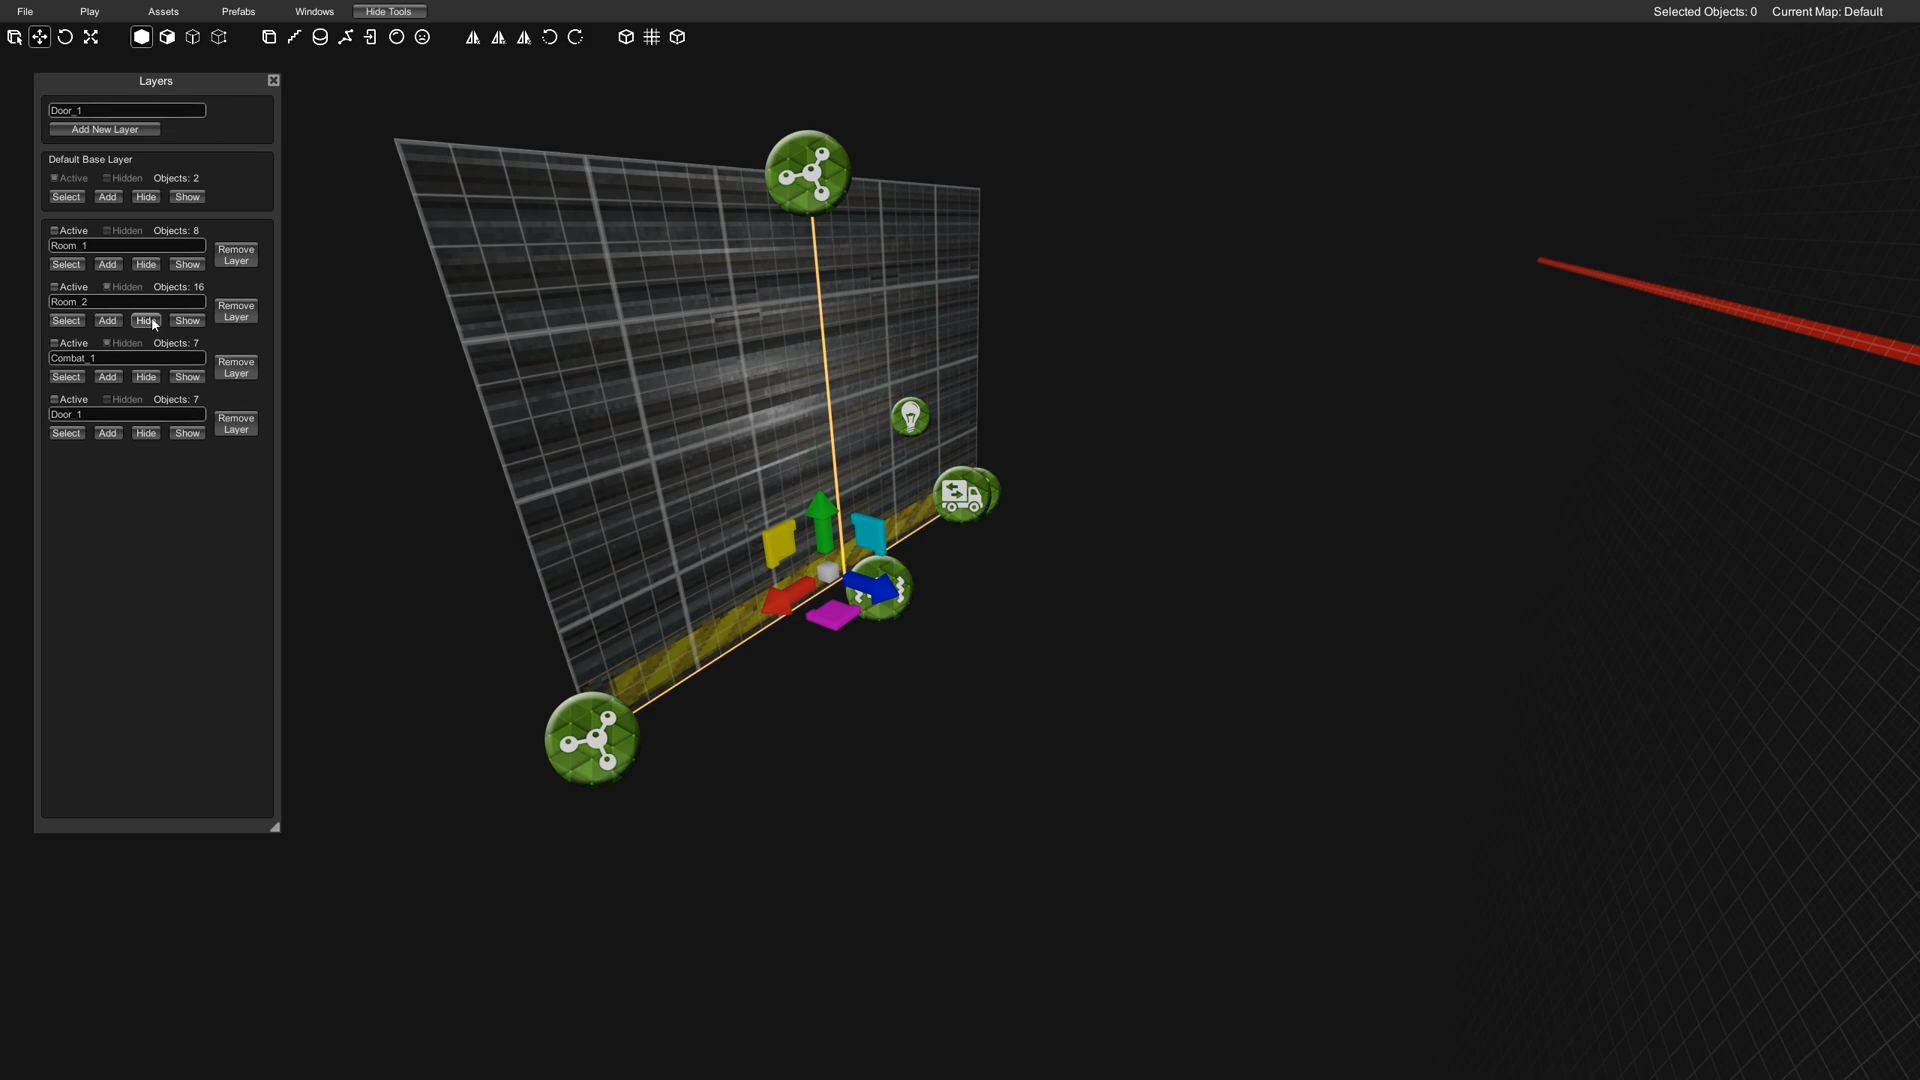 File Play Assets Prefabs Windows Hide Tools Selected Objects: 0 Current Map: Default
Layers
Door_1
Add New Layer
Default Base Layer
Active Hidden Objects: 2
Select Add Hide Show
Active Hidden Objects: 8
Room_1
Remove Layer
Select Add Hide Show
Active Hidden Objects: 16
Room_2
Remove Layer
Select Add Hide Show
Active Hidden Objects: 7
Combat_1
Remove Layer
Select Add Hide Show
Active Hidden Objects: 7
Door_1
Remove Layer
Select Add Hide Show